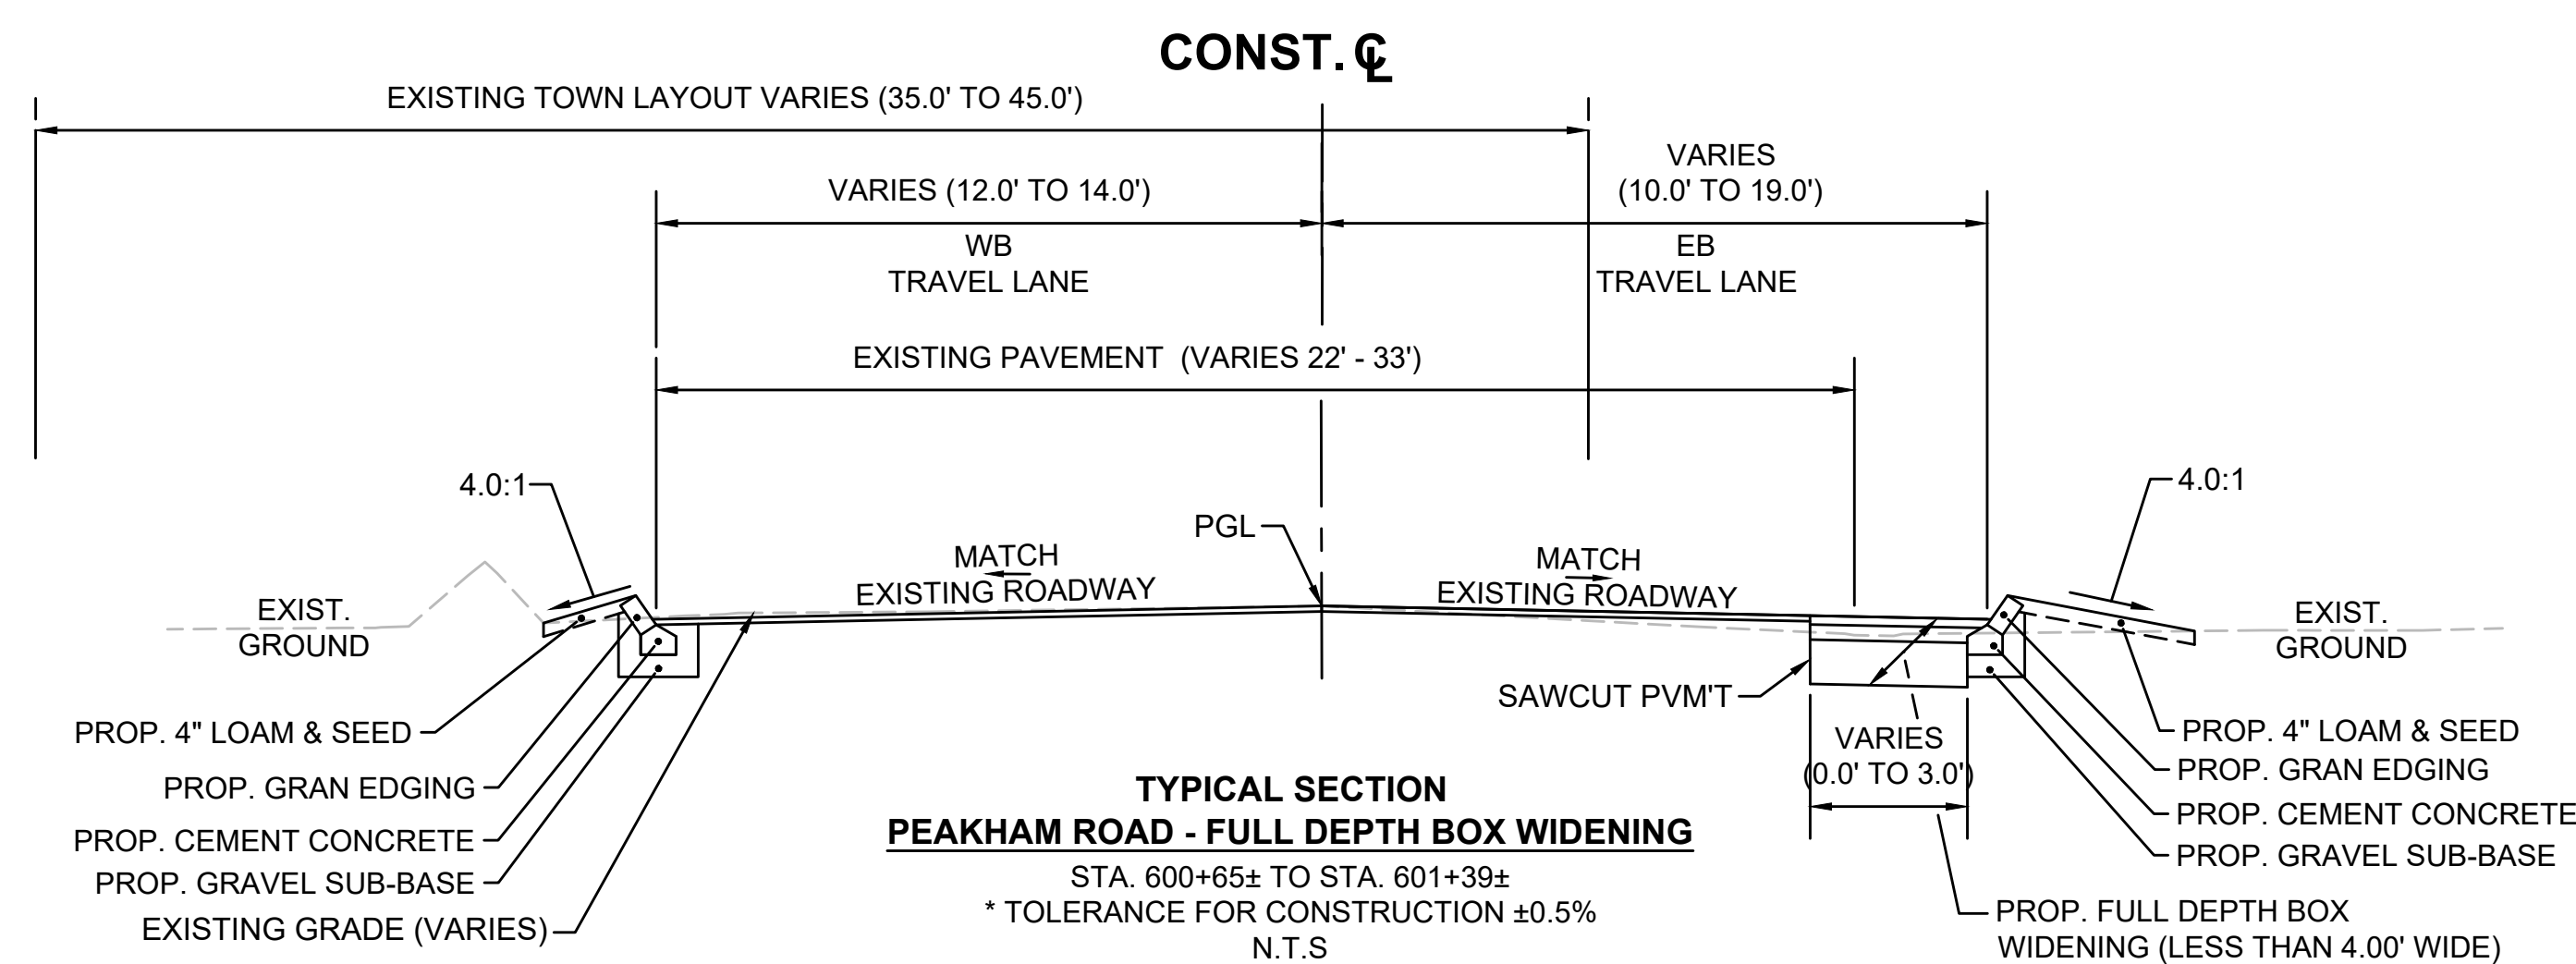 CONST. ℄
EXISTING TOWN LAYOUT VARIES (35.0' TO 45.0')
VARIES (12.0' TO 14.0')
WB
TRAVEL LANE
VARIES
(10.0' TO 19.0')
EB
TRAVEL LANE
EXISTING PAVEMENT (VARIES 22' - 33')
4.0:1
PGL
4.0:1
MATCH
EXISTING ROADWAY
MATCH
EXISTING ROADWAY
EXIST.
GROUND
EXIST.
GROUND
SAWCUT PVM'T
VARIES
(0.0' TO 3.0')
PROP. 4" LOAM & SEED
PROP. GRAN EDGING
PROP. CEMENT CONCRETE
PROP. GRAVEL SUB-BASE
EXISTING GRADE (VARIES)
PROP. 4" LOAM & SEED
PROP. GRAN EDGING
PROP. CEMENT CONCRETE
PROP. GRAVEL SUB-BASE
PROP. FULL DEPTH BOX
WIDENING (LESS THAN 4.00' WIDE)
TYPICAL SECTION
PEAKHAM ROAD - FULL DEPTH BOX WIDENING
STA. 600+65± TO STA. 601+39±
* TOLERANCE FOR CONSTRUCTION ±0.5%
N.T.S